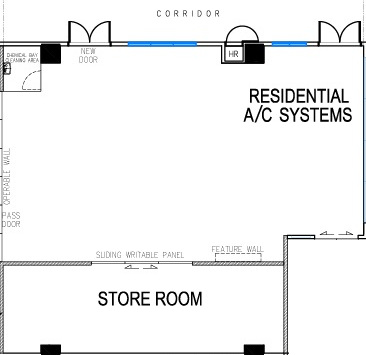 CORRIDOR
CHEMICAL BAY
CLEANING AREA
NEW
DOOR
HR
RESIDENTIAL
A/C SYSTEMS
OPERABLE WALL
PASS
DOOR
SLIDING WRITABLE PANEL
FEATURE WALL
STORE ROOM